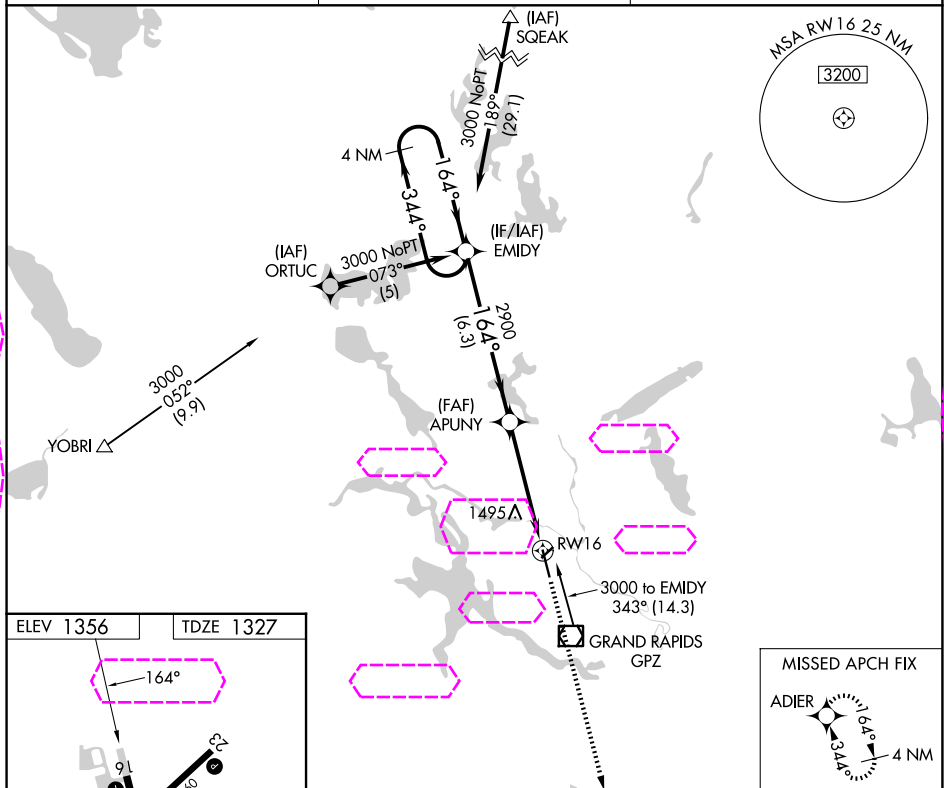 (IAF)
SQEAK
MSA RW16 25 NM
3200
3000 NoPT
189°
(29.1)
4 NM
164°
344°
(IF/IAF)
EMIDY
(IAF)
ORTUC
3000 NoPT
073°
(5)
2900
164°
(6.3)
3000
052°
(9.9)
YOBRI
(FAF)
APUNY
1495
RW16
3000 to EMIDY
343° (14.3)
GRAND RAPIDS
GPZ
ELEV 1356
TDZE 1327
164°
16
23
P
MISSED APCH FIX
ADIER
164°
344°
4 NM